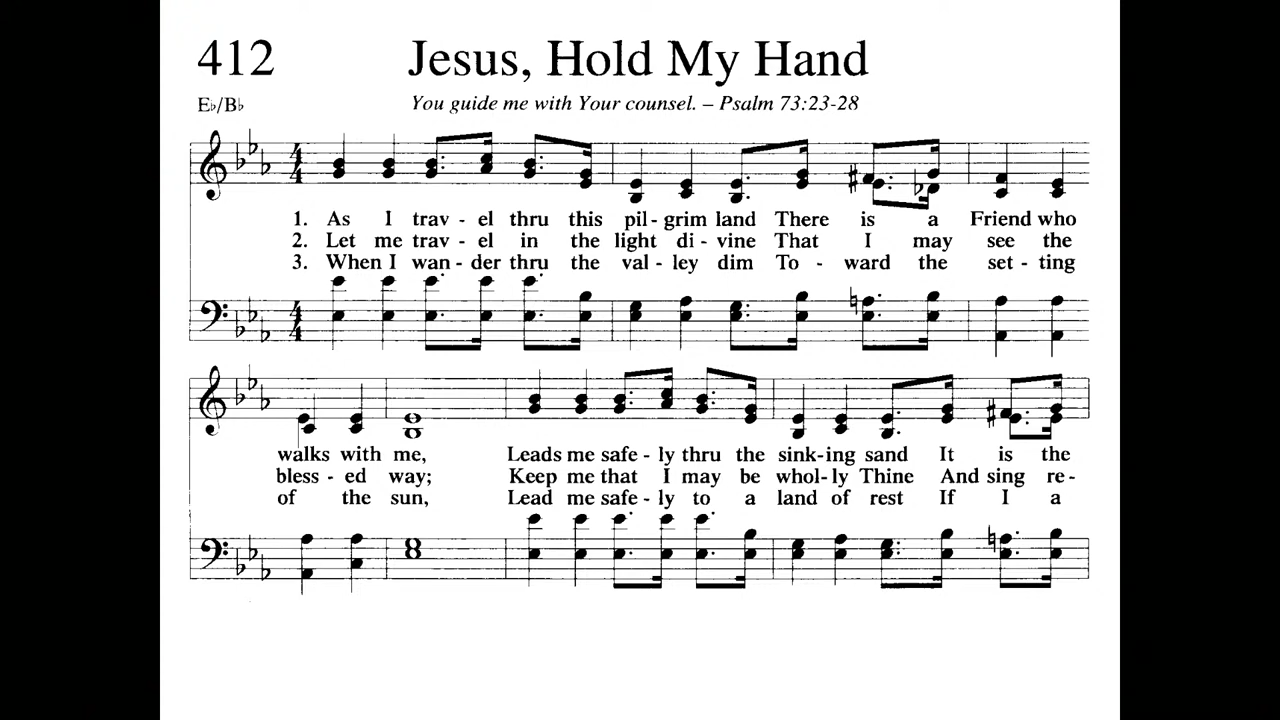 412 Jesus, Hold My Hand
E♭/B♭ You guide me with Your counsel. – Psalm 73:23-28
1. As I trav - el thru this pil - grim land There is a Friend who
2. Let me trav - el in the light di - vine That I may see the
3. When I wan - der thru the val - ley dim To - ward the set - ting
walks with me, Leads me safe - ly thru the sink-ing sand It is the
bless - ed way; Keep me that I may be whol-ly Thine And sing re-
of the sun, Lead me safe - ly to a land of rest If I a